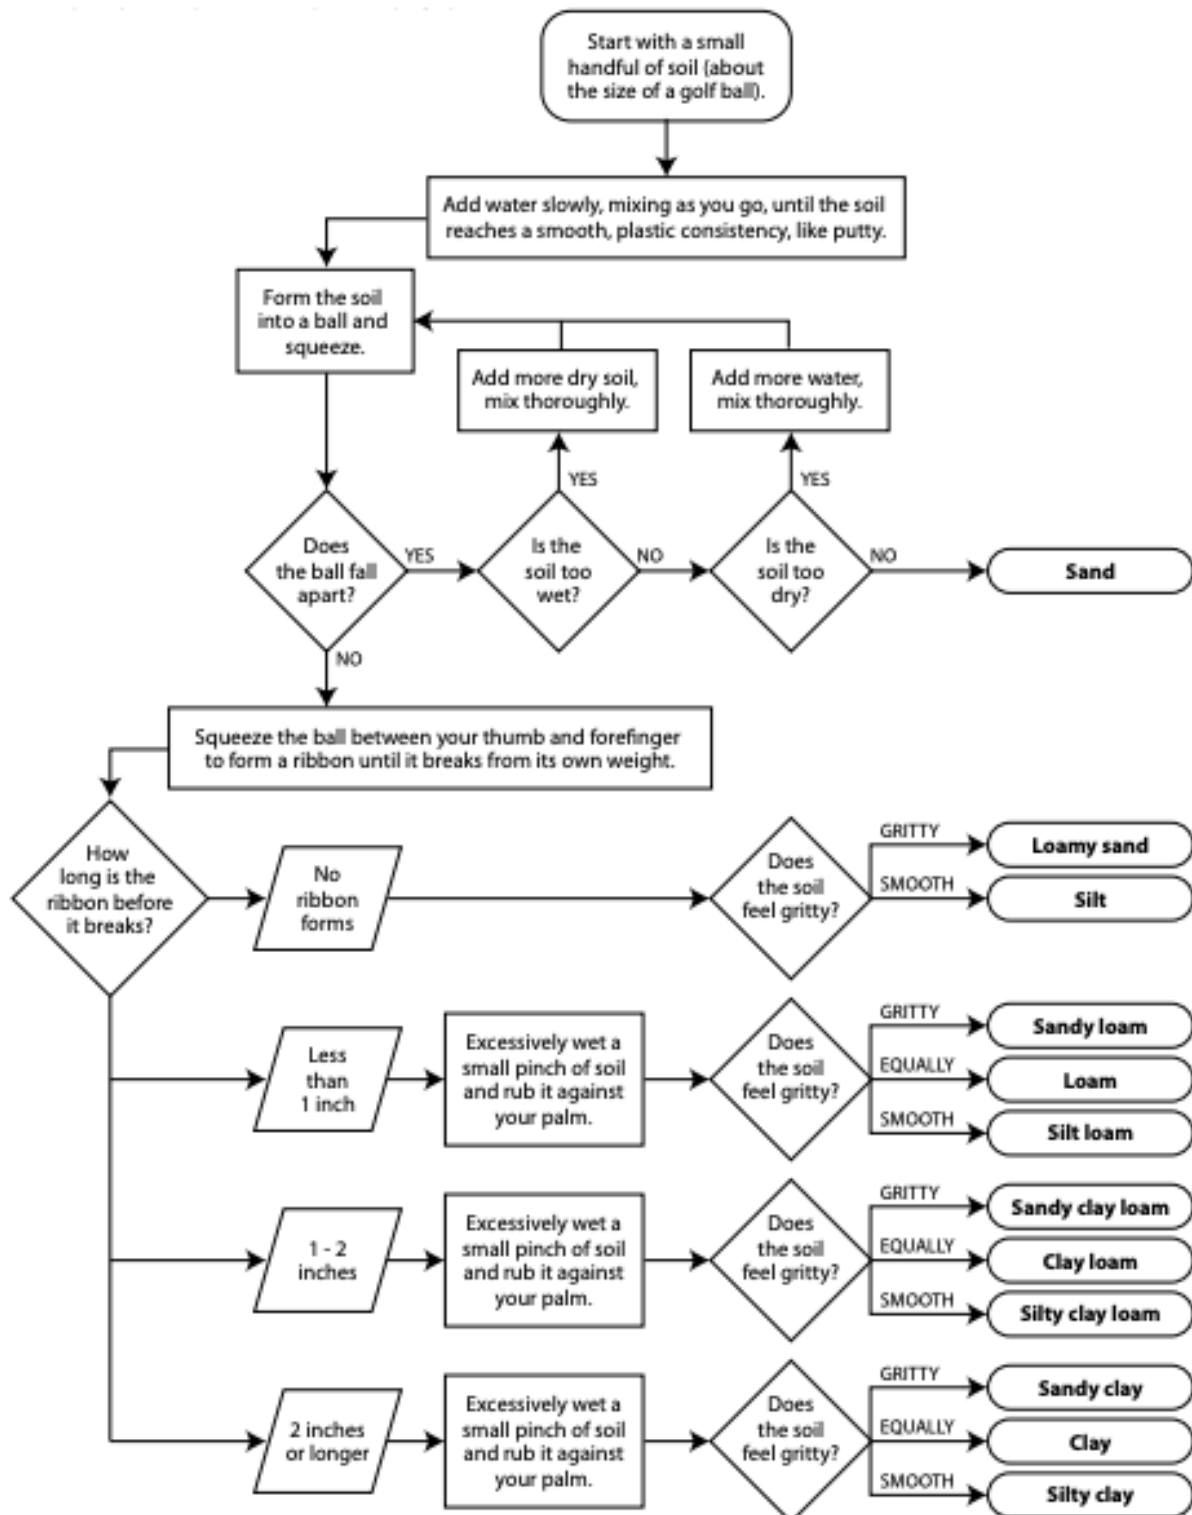 Start with a small
handful of soil (about
the size of a golf ball).
Add water slowly, mixing as you go, until the soil
reaches a smooth, plastic consistency, like putty.
Form the soil
into a ball and
squeeze.
Add more dry soil,
mix thoroughly.
Add more water,
mix thoroughly.
YES
YES
Does
the ball fall
apart?
YES
Is the
soil too
wet?
NO
Is the
soil too
dry?
NO
Sand
NO
Squeeze the ball between your thumb and forefinger
to form a ribbon until it breaks from its own weight.
How
long is the
ribbon before
it breaks?
No
ribbon
forms
Does
the soil
feel gritty?
GRITTY
Loamy sand
SMOOTH
Silt
Less
than
1 inch
Excessively wet a
small pinch of soil
and rub it against
your palm.
Does
the soil
feel gritty?
GRITTY
Sandy loam
EQUALLY
Loam
SMOOTH
Silt loam
1 - 2
inches
Excessively wet a
small pinch of soil
and rub it against
your palm.
Does
the soil
feel gritty?
GRITTY
Sandy clay loam
EQUALLY
Clay loam
SMOOTH
Silty clay loam
2 inches
or longer
Excessively wet a
small pinch of soil
and rub it against
your palm.
Does
the soil
feel gritty?
GRITTY
Sandy clay
EQUALLY
Clay
SMOOTH
Silty clay